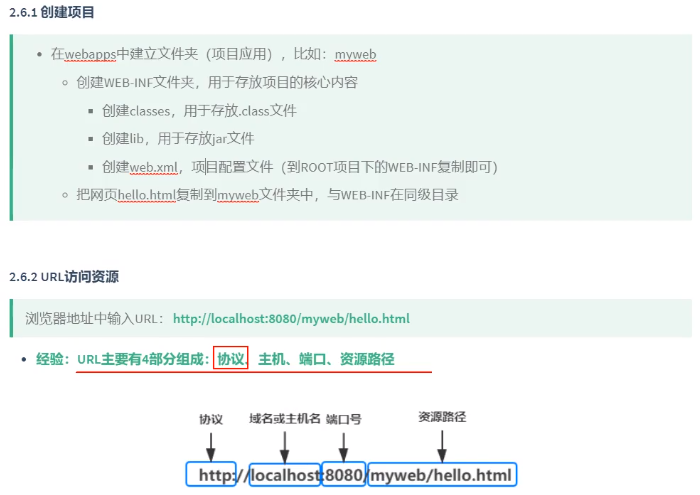 2.6.1 创建项目
在webapps中建立文件夹（项目应用），比如：myweb
创建WEB-INF文件夹，用于存放项目的核心内容
创建classes，用于存放.class文件
创建lib，用于存放jar文件
创建web.xml，项目配置文件（到ROOT项目下的WEB-INF复制即可）
把网页hello.html复制到myweb文件夹中，与WEB-INF在同级目录
2.6.2 URL访问资源
浏览器地址中输入URL：http://localhost:8080/myweb/hello.html
经验：URL主要有4部分组成：协议、主机、端口、资源路径
协议 域名或主机名 端口号 资源路径
http://localhost:8080/myweb/hello.html